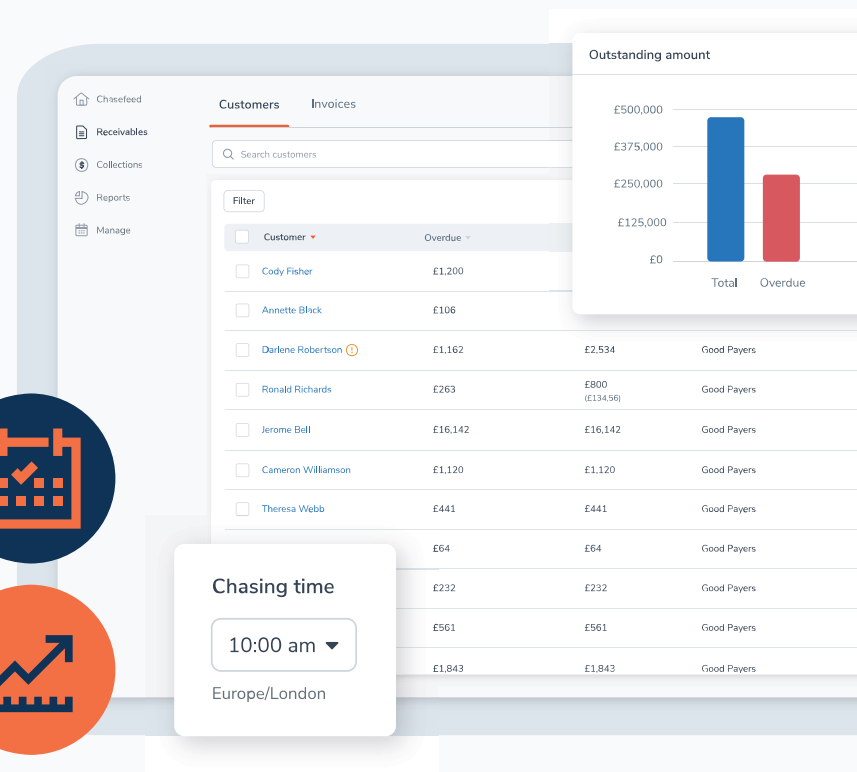 Outstanding amount
£500,000
£375,000
£250,000
£125,000
£0
Total Overdue
Chasefeed
Receivables
Collections
Reports
Manage
Customers Invoices
Search customers
Filter
Customer Overdue
Cody Fisher £1,200
Annette Black £106
Darlene Robertson £1,162 £2,534 Good Payers
Ronald Richards £263 £800 Good Payers
(£134,56)
Jerome Bell £16,142 £16,142 Good Payers
Cameron Williamson £1,120 £1,120 Good Payers
Theresa Webb £441 £441 Good Payers
£64 £64 Good Payers
£232 £232 Good Payers
£561 £561 Good Payers
£1,843 £1,843 Good Payers
Chasing time
10:00 am
Europe/London